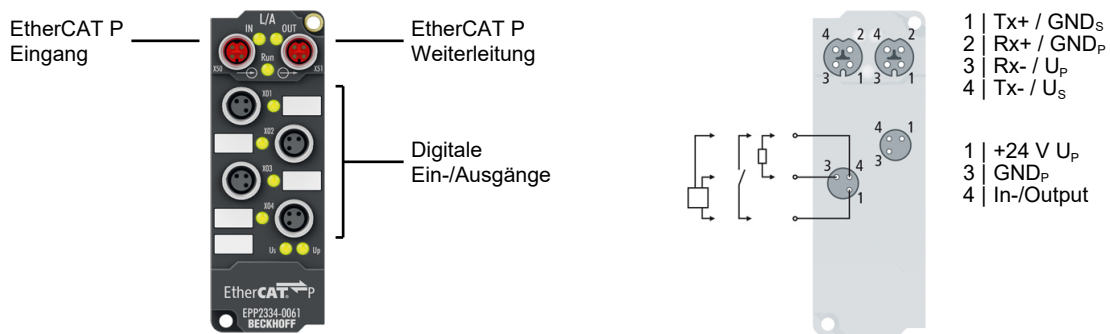 EtherCAT P
Eingang
L/A
IN
OUT
X50
Run
X51
X01
X02
X03
X04
Us
Up
EtherCAT P
EPP2334-0061
BECKHOFF
EtherCAT P
Weiterleitung
Digitale
Ein-/Ausgänge
4 2 4 2
3 1 3 1
4 1
3
3 4
1
1 | Tx+ / GNDS
2 | Rx+ / GNDP
3 | Rx- / UP
4 | Tx- / US
1 | +24 V UP
3 | GNDP
4 | In-/Output